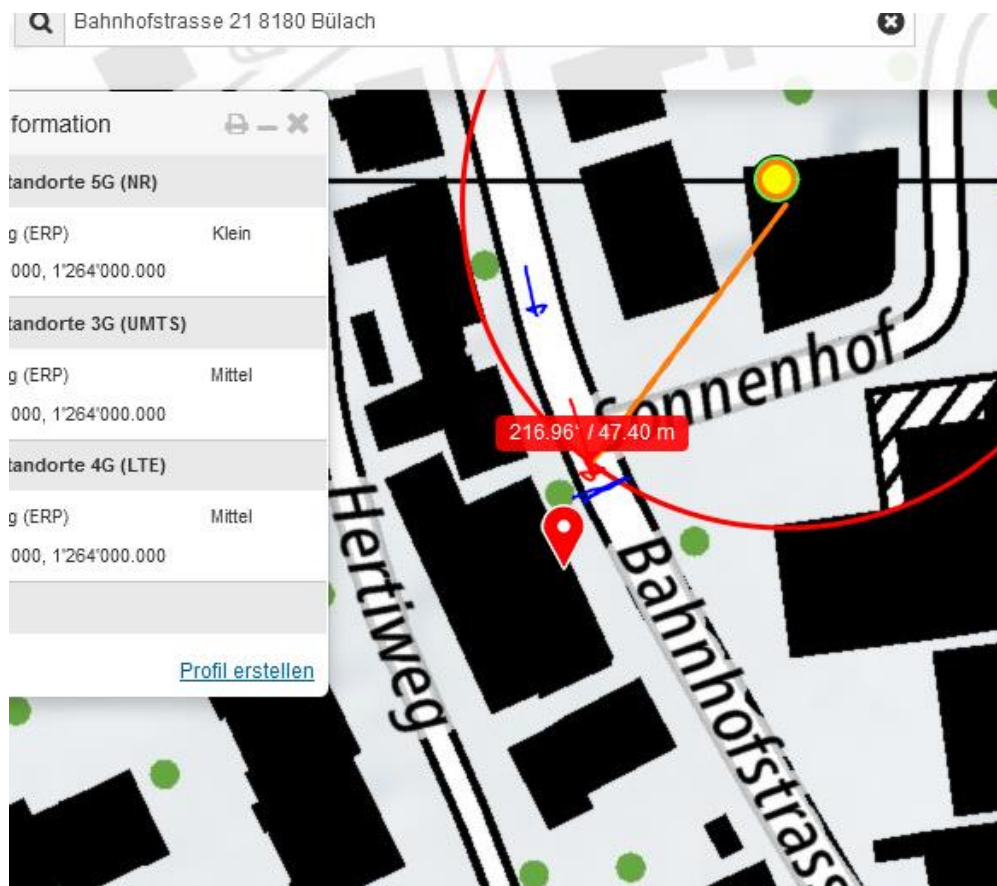 Bahnhofstrasse 21 8180 Bülach
formation
tandorte 5G (NR)
g (ERP) Klein
000, 1'264'000.000
tandorte 3G (UMTS)
g (ERP) Mittel
000, 1'264'000.000
tandorte 4G (LTE)
g (ERP) Mittel
000, 1'264'000.000
Profil erstellen
Sonnenhof
216.96° / 47.40 m
Hertiweg
Bahnhofstrass